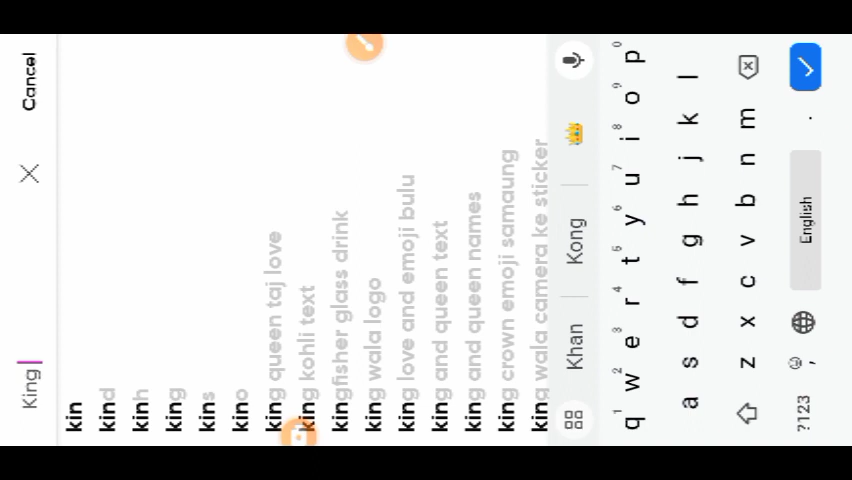 King
Cancel
kin
kind
kinh
king
kins
kino
king queen taj love
king kohli text
kingfisher glass drink
king wala logo
king love and emoji bulu
king and queen text
king and queen names
king crown emoji samaung
king wala camera ke sticker
Khan Kong
1 2 3 4 5 6 7 8 9 0
q w e r t y u i o p
a s d f g h j k l
z x c v b n m
?123 , English .